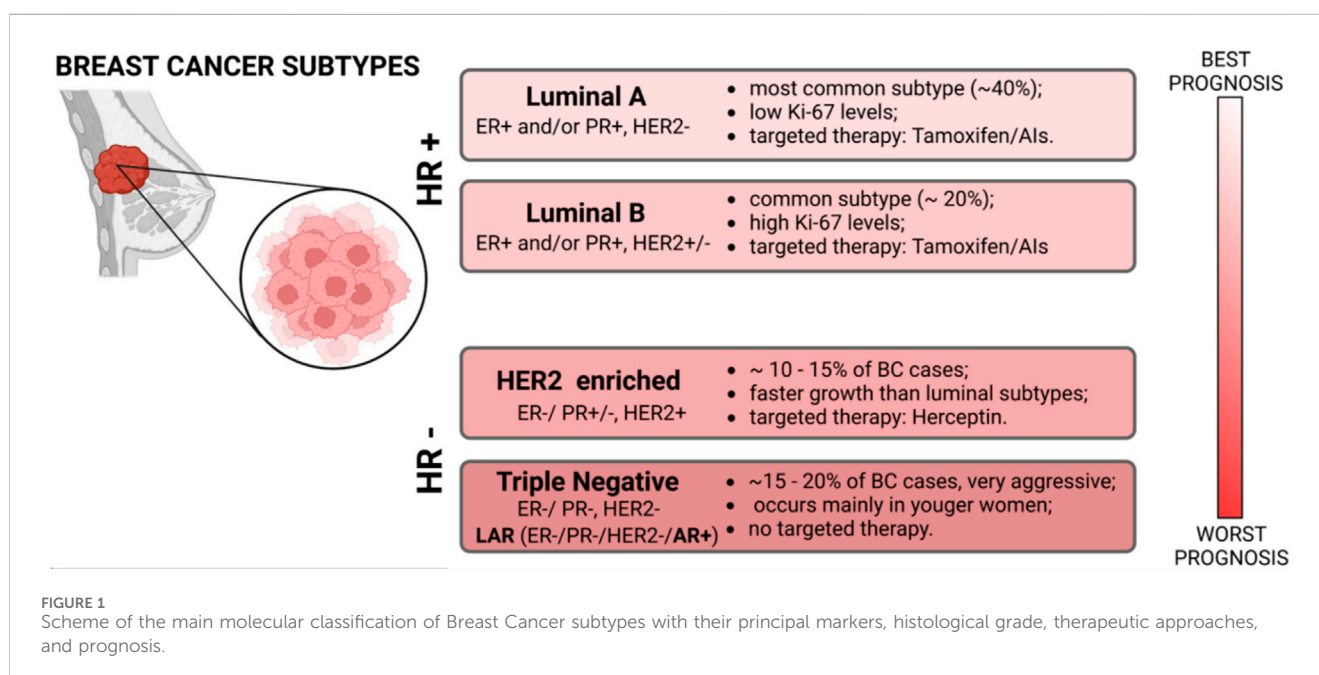 BREAST CANCER SUBTYPES
HR +
Luminal A
ER+ and/or PR+, HER2-
• most common subtype (~40%);
• low Ki-67 levels;
• targeted therapy: Tamoxifen/AIs.
Luminal B
ER+ and/or PR+, HER2+/-
• common subtype (~ 20%);
• high Ki-67 levels;
• targeted therapy: Tamoxifen/AIs
HR -
HER2 enriched
ER-/ PR+/-, HER2+
• ~ 10 - 15% of BC cases;
• faster growth than luminal subtypes;
• targeted therapy: Herceptin.
Triple Negative
ER-/ PR-, HER2-
LAR (ER-/PR-/HER2-/AR+)
• ~15 - 20% of BC cases, very aggressive;
• occurs mainly in youger women;
• no targeted therapy.
BEST
PROGNOSIS
WORST
PROGNOSIS
FIGURE 1
Scheme of the main molecular classification of Breast Cancer subtypes with their principal markers, histological grade, therapeutic approaches,
and prognosis.